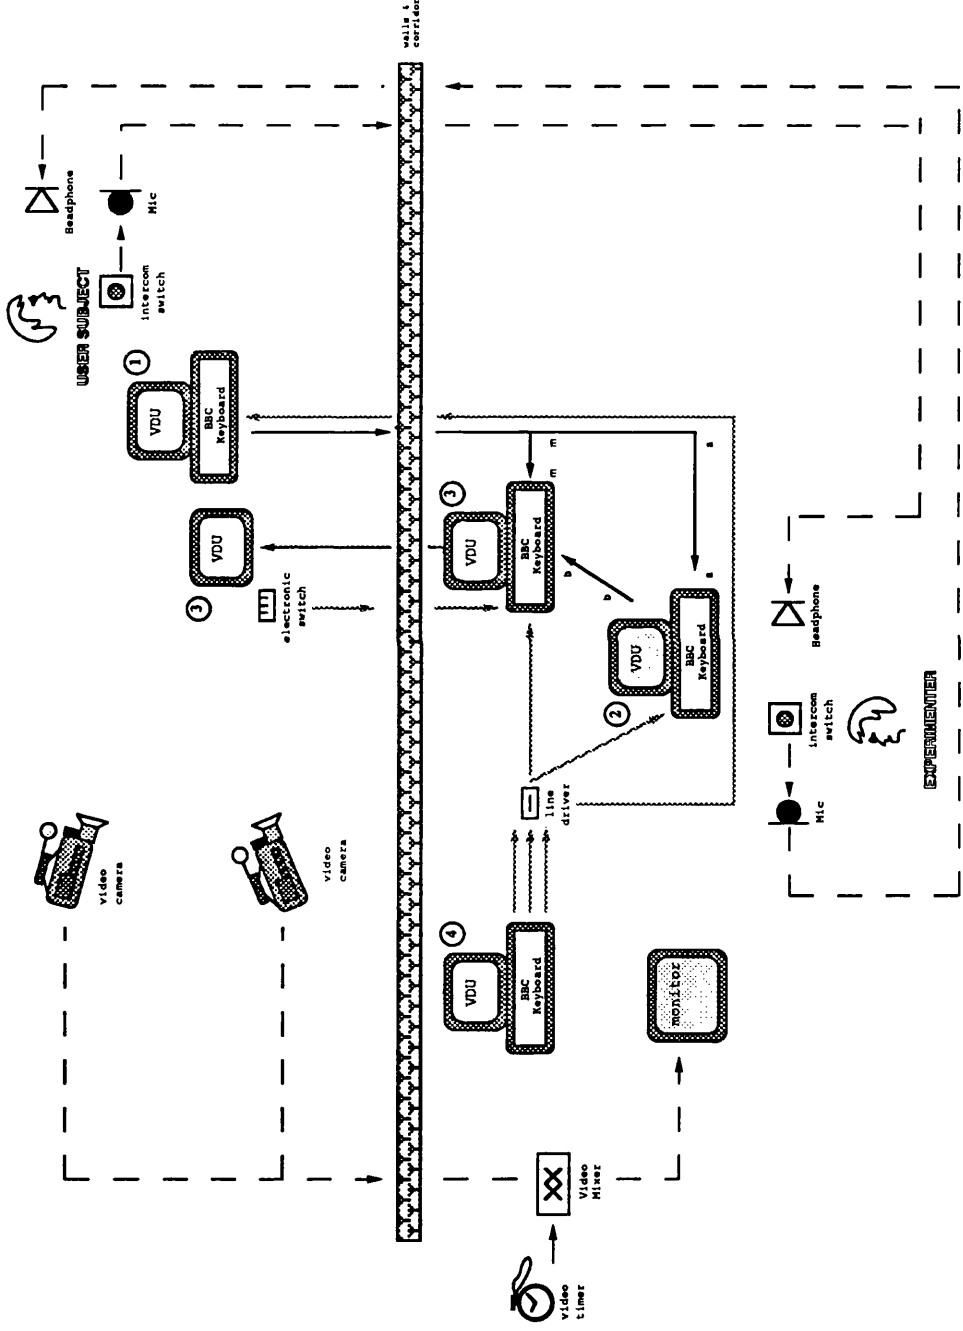 walls &
corridor
Headphone
Mic
intercom
switch
USER SUBJECT
1
VDU
BBC
Keyboard
VDU
3
electronic
switch
video
camera
video
camera
3
VDU
BBC
Keyboard
m
m
a
a
b
b
2
VDU
BBC
Keyboard
line
driver
4
VDU
BBC
Keyboard
monitor
Video
Mixer
video
timer
Headphone
intercom
switch
Mic
EXPERIMENTER